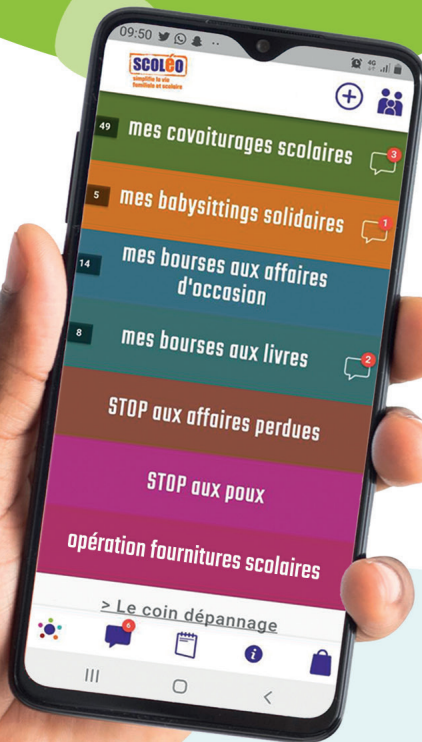 09:50
4G
SCOLÉO
simplifie la vie
familiale et scolaire
49 mes covoiturages scolaires 3
5 mes babysittings solidaires 1
14 mes bourses aux affaires
d'occasion
8 mes bourses aux livres 2
STOP aux affaires perdues
STOP aux poux
opération fournitures scolaires
> Le coin dépannage
6